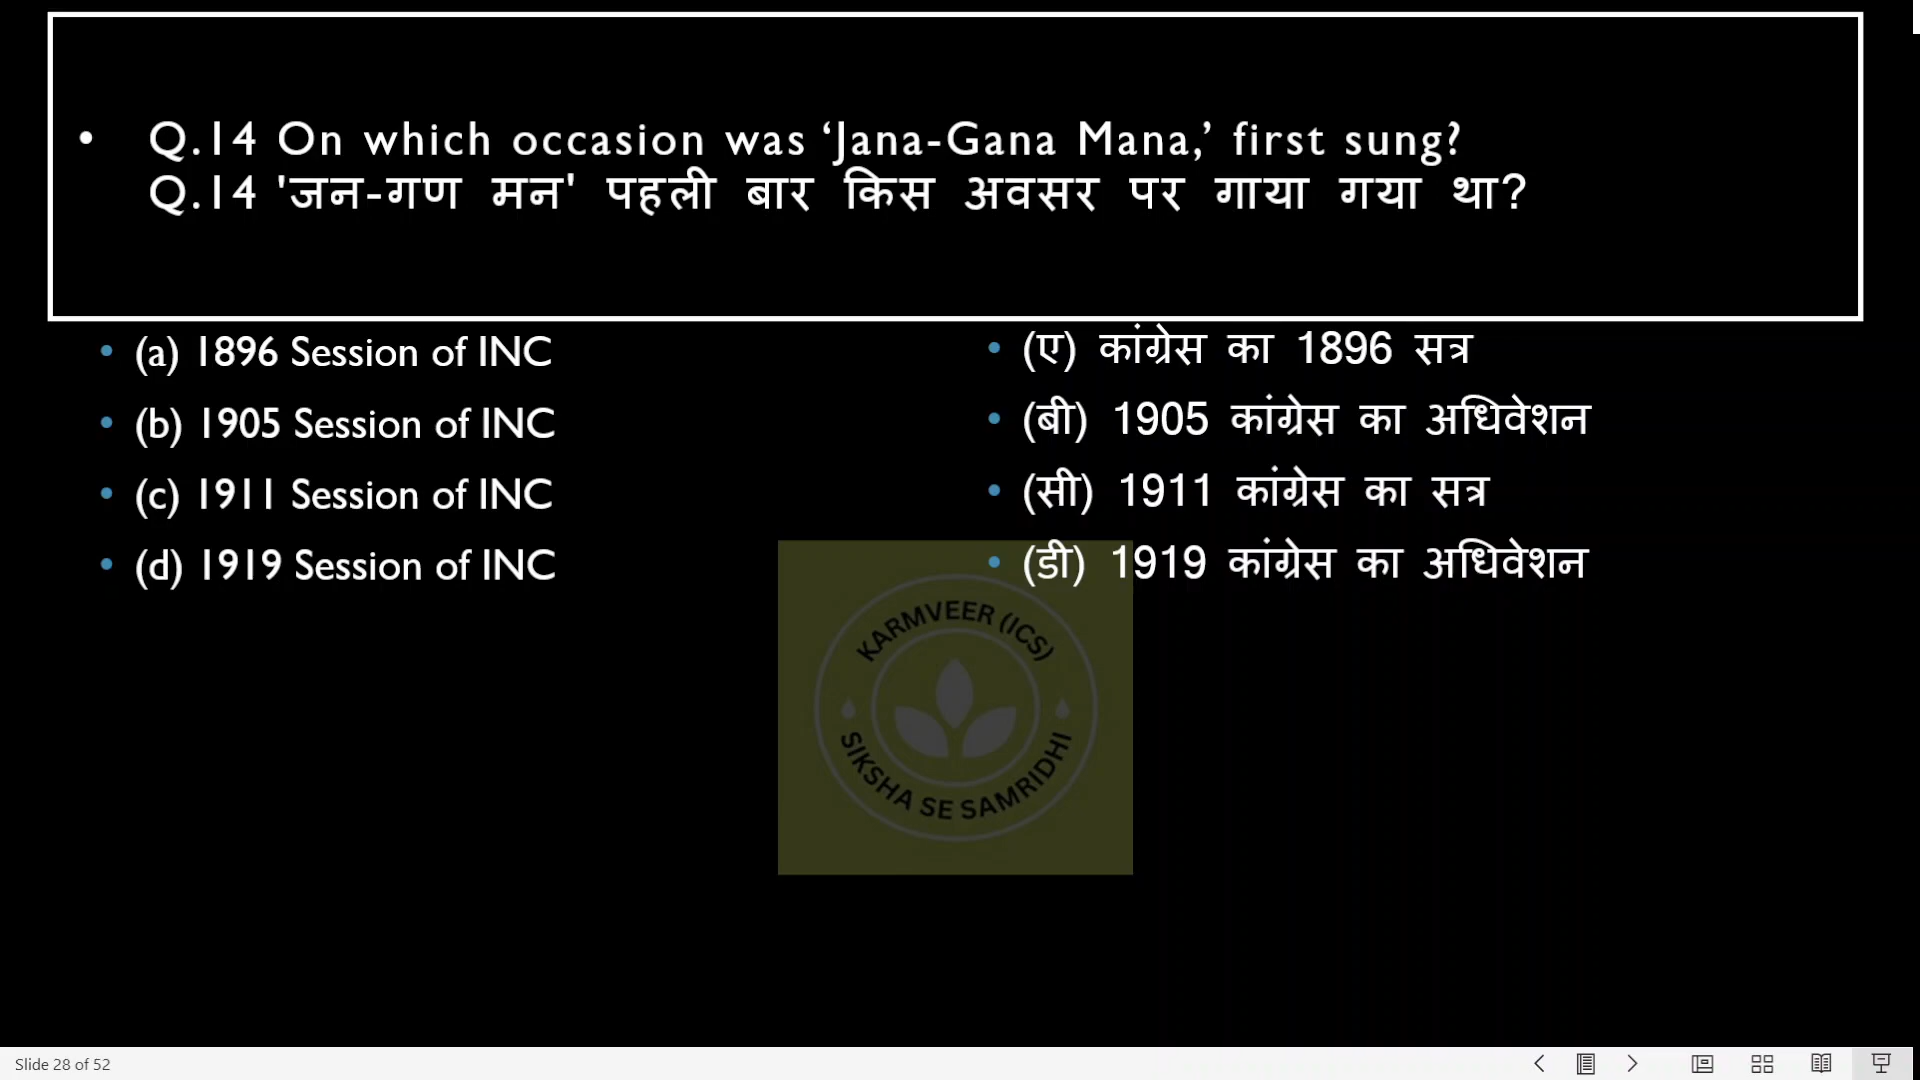 • Q.14 On which occasion was ‘Jana-Gana Mana,’ first sung?
Q.14 'जन-गण मन' पहली बार किस अवसर पर गाया गया था?
• (a) 1896 Session of INC
• (b) 1905 Session of INC
• (c) 1911 Session of INC
• (d) 1919 Session of INC
• (ए) कांग्रेस का 1896 सत्र
• (बी) 1905 कांग्रेस का अधिवेशन
• (सी) 1911 कांग्रेस का सत्र
• (डी) 1919 कांग्रेस का अधिवेशन
KARMVEER (ICS)
SIKSHA SE SAMRIDHI
Slide 28 of 52